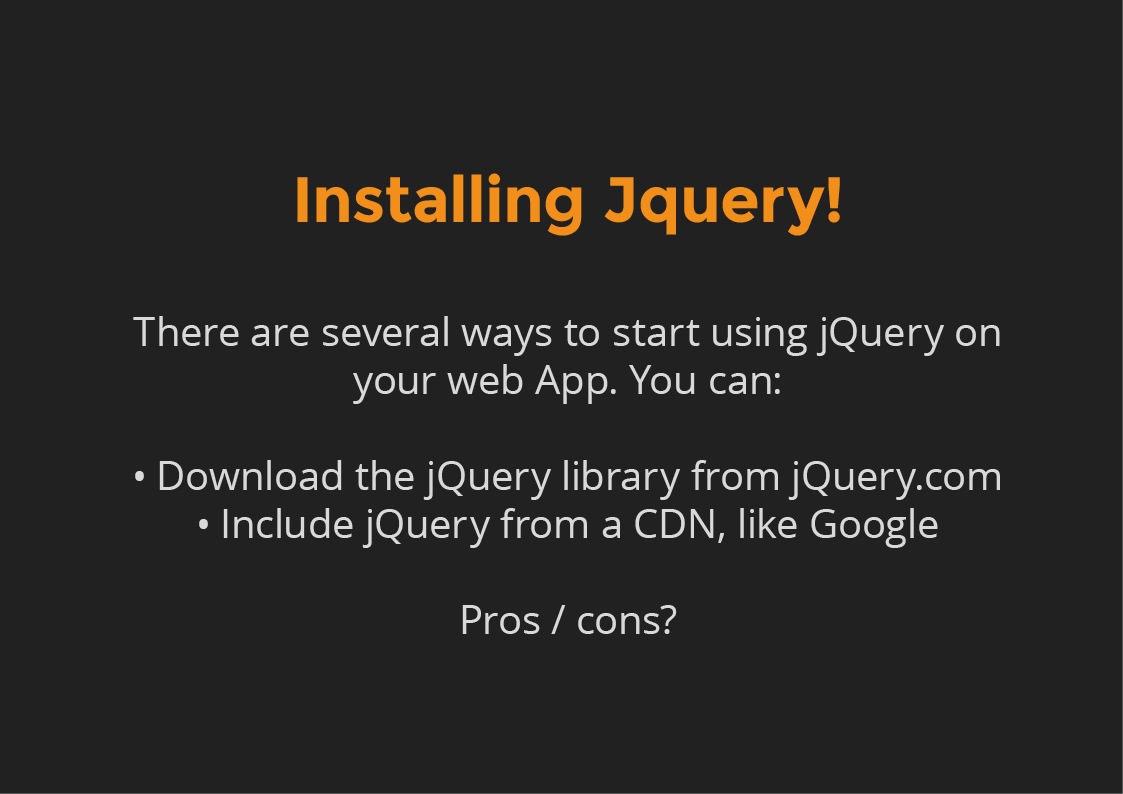 Installing Jquery!
There are several ways to start using jQuery on
your web App. You can:
• Download the jQuery library from jQuery.com
• Include jQuery from a CDN, like Google
Pros / cons?